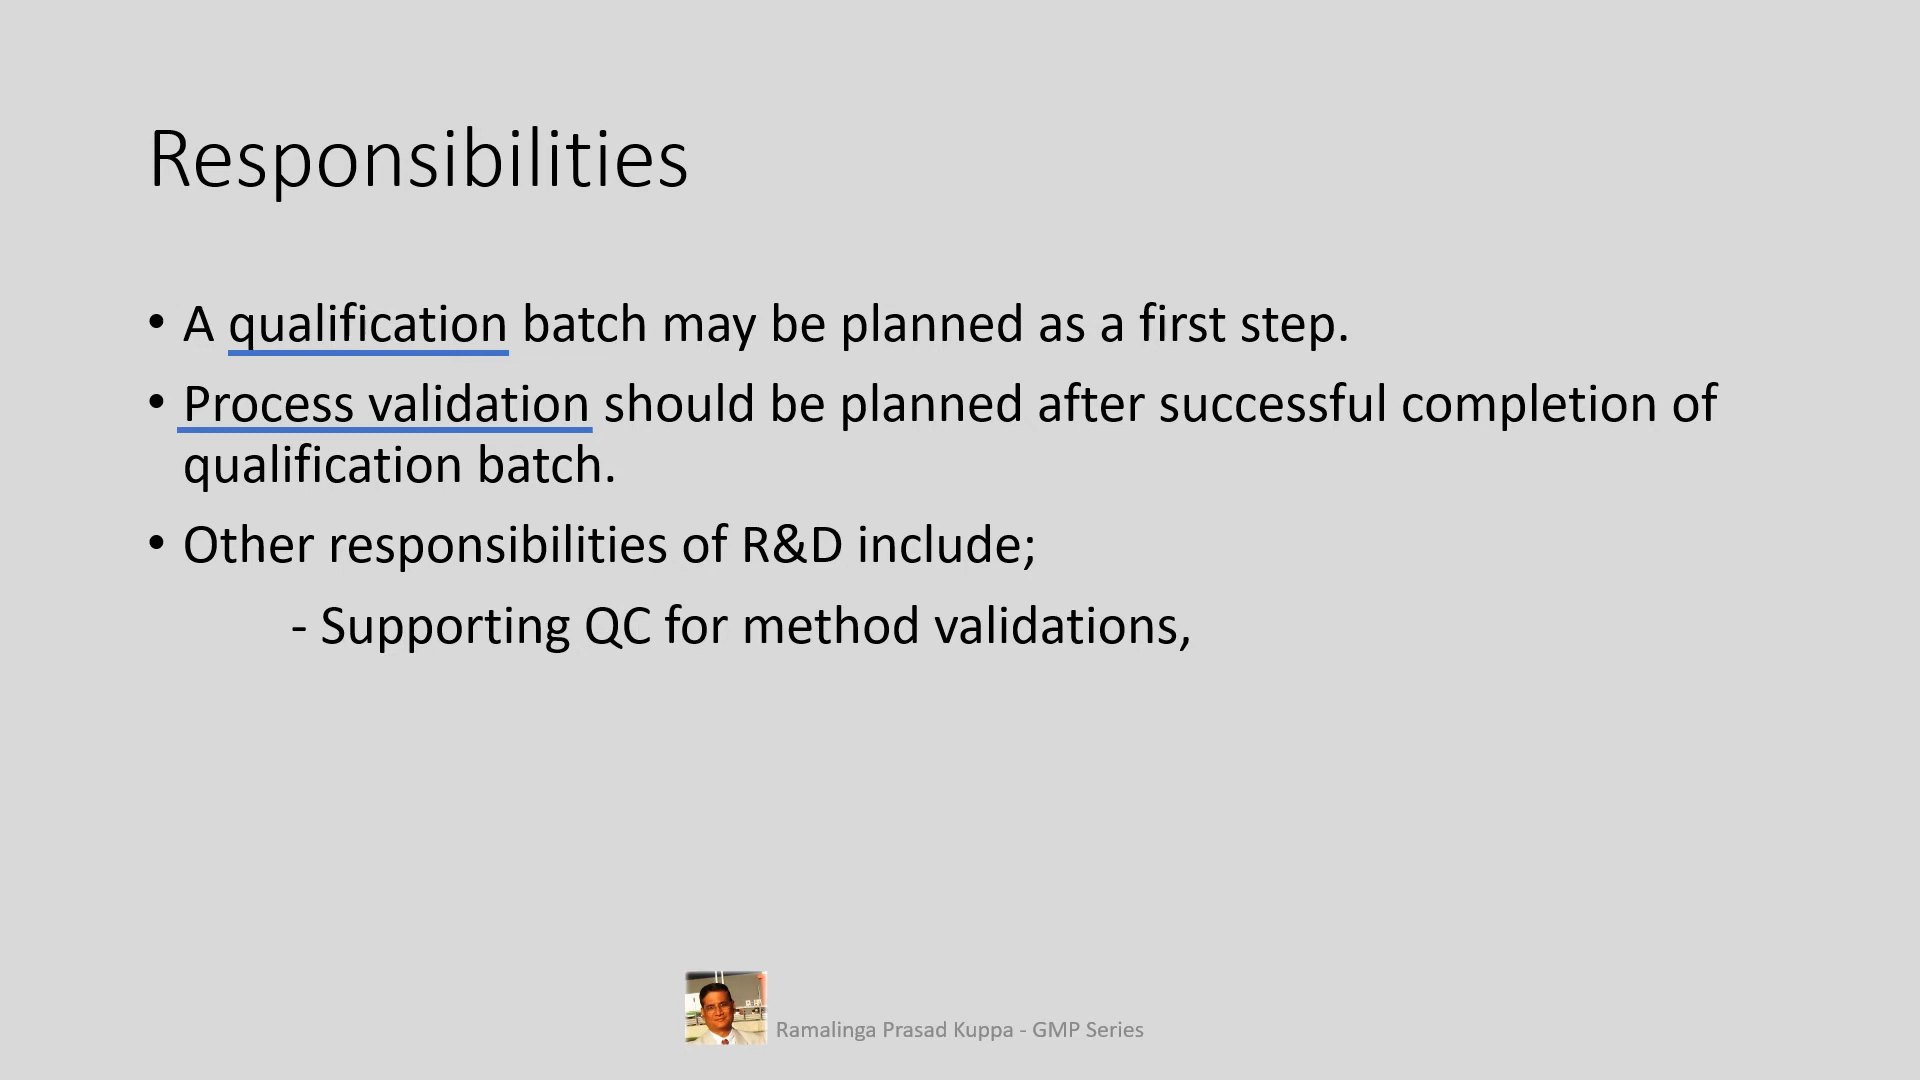 Responsibilities
• A qualification batch may be planned as a first step.
• Process validation should be planned after successful completion of
qualification batch.
• Other responsibilities of R&D include;
- Supporting QC for method validations,
Ramalinga Prasad Kuppa - GMP Series